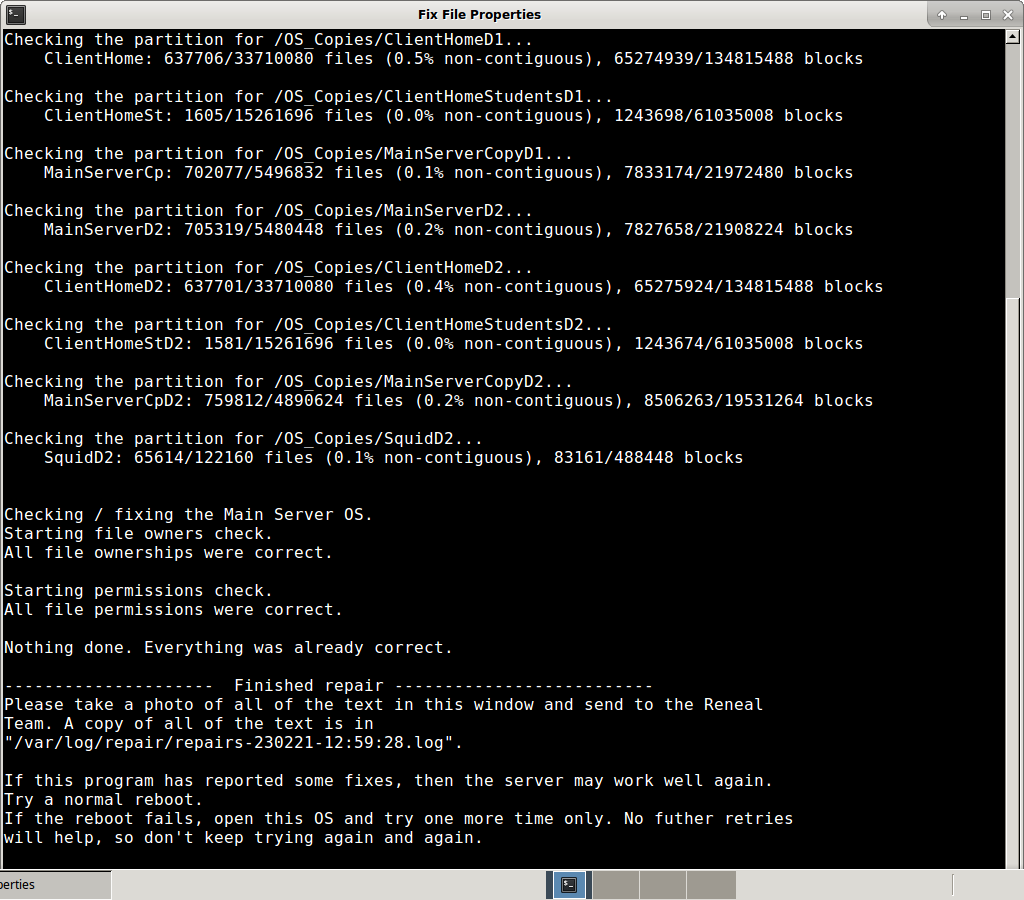 Fix File Properties
Checking the partition for /OS_Copies/ClientHomeD1...
ClientHome: 637706/33710080 files (0.5% non-contiguous), 65274939/134815488 blocks
Checking the partition for /OS_Copies/ClientHomeStudentsD1...
ClientHomeSt: 1605/15261696 files (0.0% non-contiguous), 1243698/61035008 blocks
Checking the partition for /OS_Copies/MainServerCopyD1...
MainServerCp: 702077/5496832 files (0.1% non-contiguous), 7833174/21972480 blocks
Checking the partition for /OS_Copies/MainServerD2...
MainServerD2: 705319/5480448 files (0.2% non-contiguous), 7827658/21908224 blocks
Checking the partition for /OS_Copies/ClientHomeD2...
ClientHomeD2: 637701/33710080 files (0.4% non-contiguous), 65275924/134815488 blocks
Checking the partition for /OS_Copies/ClientHomeStudentsD2...
ClientHomeStD2: 1581/15261696 files (0.0% non-contiguous), 1243674/61035008 blocks
Checking the partition for /OS_Copies/MainServerCopyD2...
MainServerCpD2: 759812/4890624 files (0.2% non-contiguous), 8506263/19531264 blocks
Checking the partition for /OS_Copies/SquidD2...
SquidD2: 65614/122160 files (0.1% non-contiguous), 83161/488448 blocks
Checking / fixing the Main Server OS.
Starting file owners check.
All file ownerships were correct.
Starting permissions check.
All file permissions were correct.
Nothing done. Everything was already correct.
---------------------  Finished repair --------------------------
Please take a photo of all of the text in this window and send to the Reneal
Team. A copy of all of the text is in
"/var/log/repair/repairs-230221-12:59:28.log".
If this program has reported some fixes, then the server may work well again.
Try a normal reboot.
If the reboot fails, open this OS and try one more time only. No futher retries
will help, so don't keep trying again and again.
perties